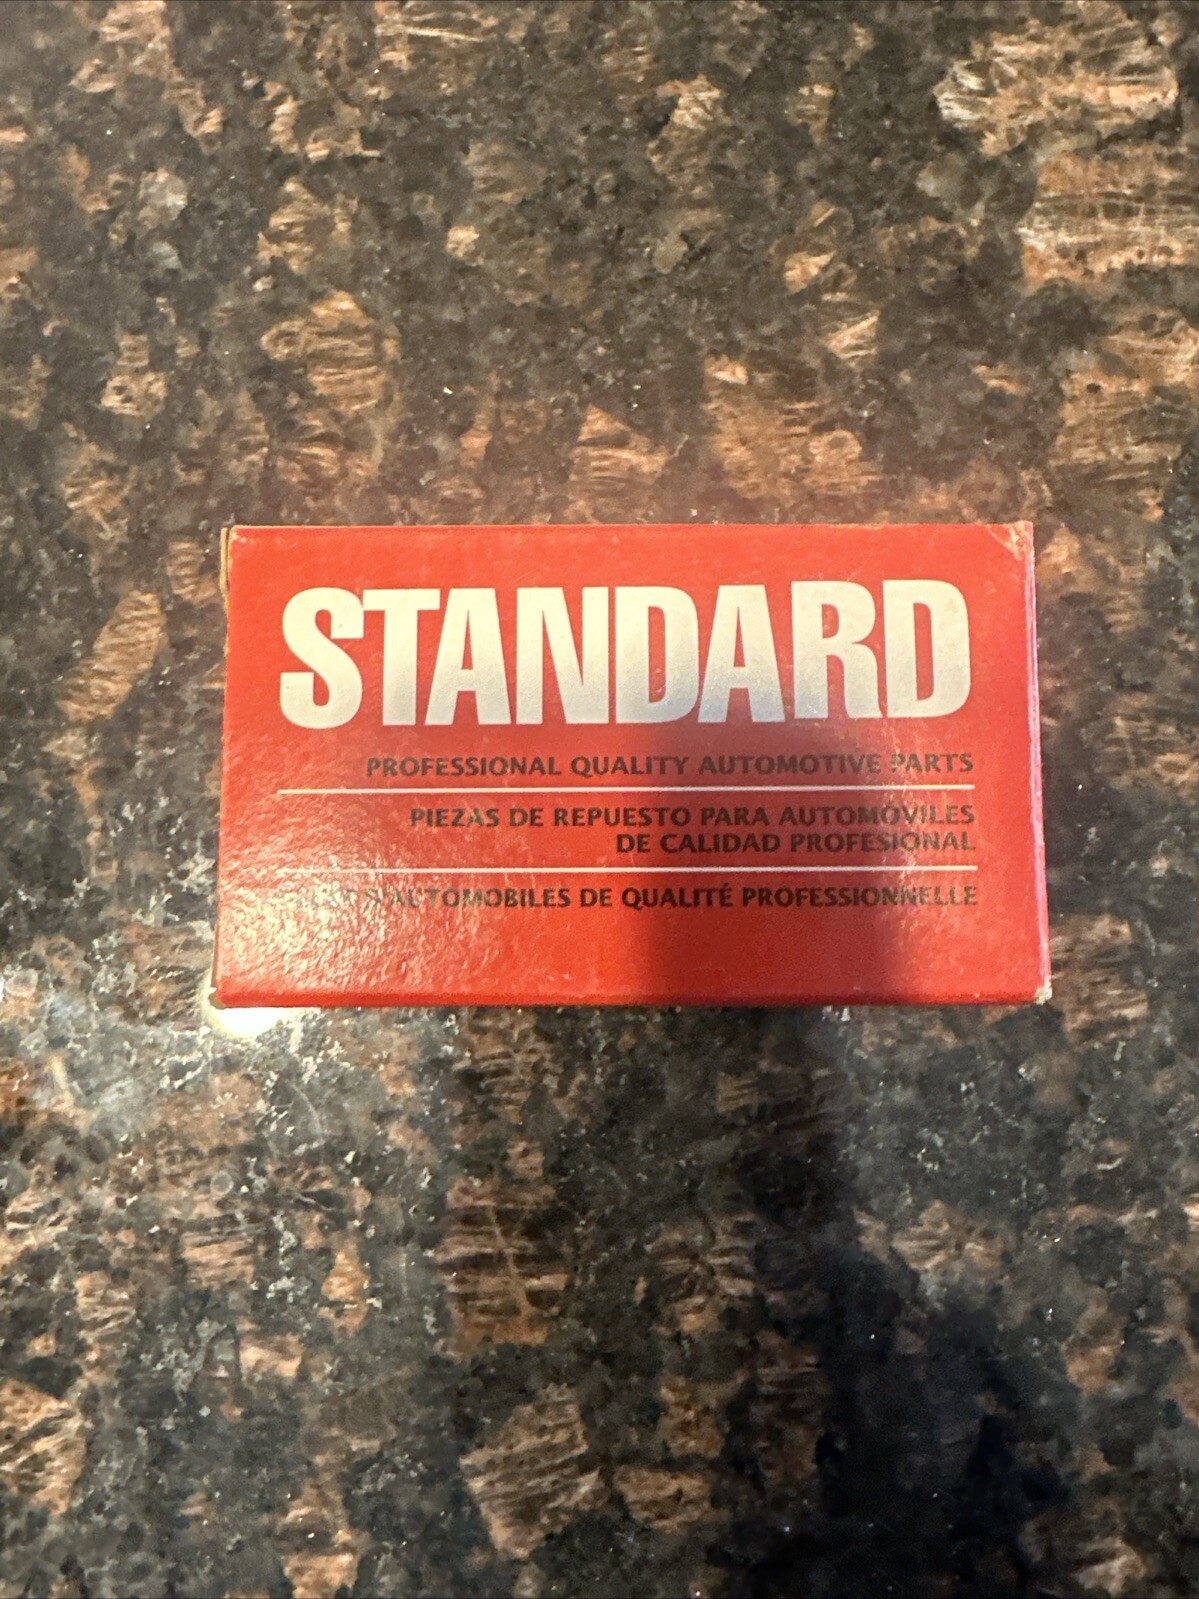 STANDARD
PROFESSIONAL QUALITY AUTOMOTIVE PARTS
PIEZAS DE REPUESTO PARA AUTOMÓVILES
DE CALIDAD PROFESIONAL
D'AUTOMOBILES DE QUALITÉ PROFESSIONNELLE